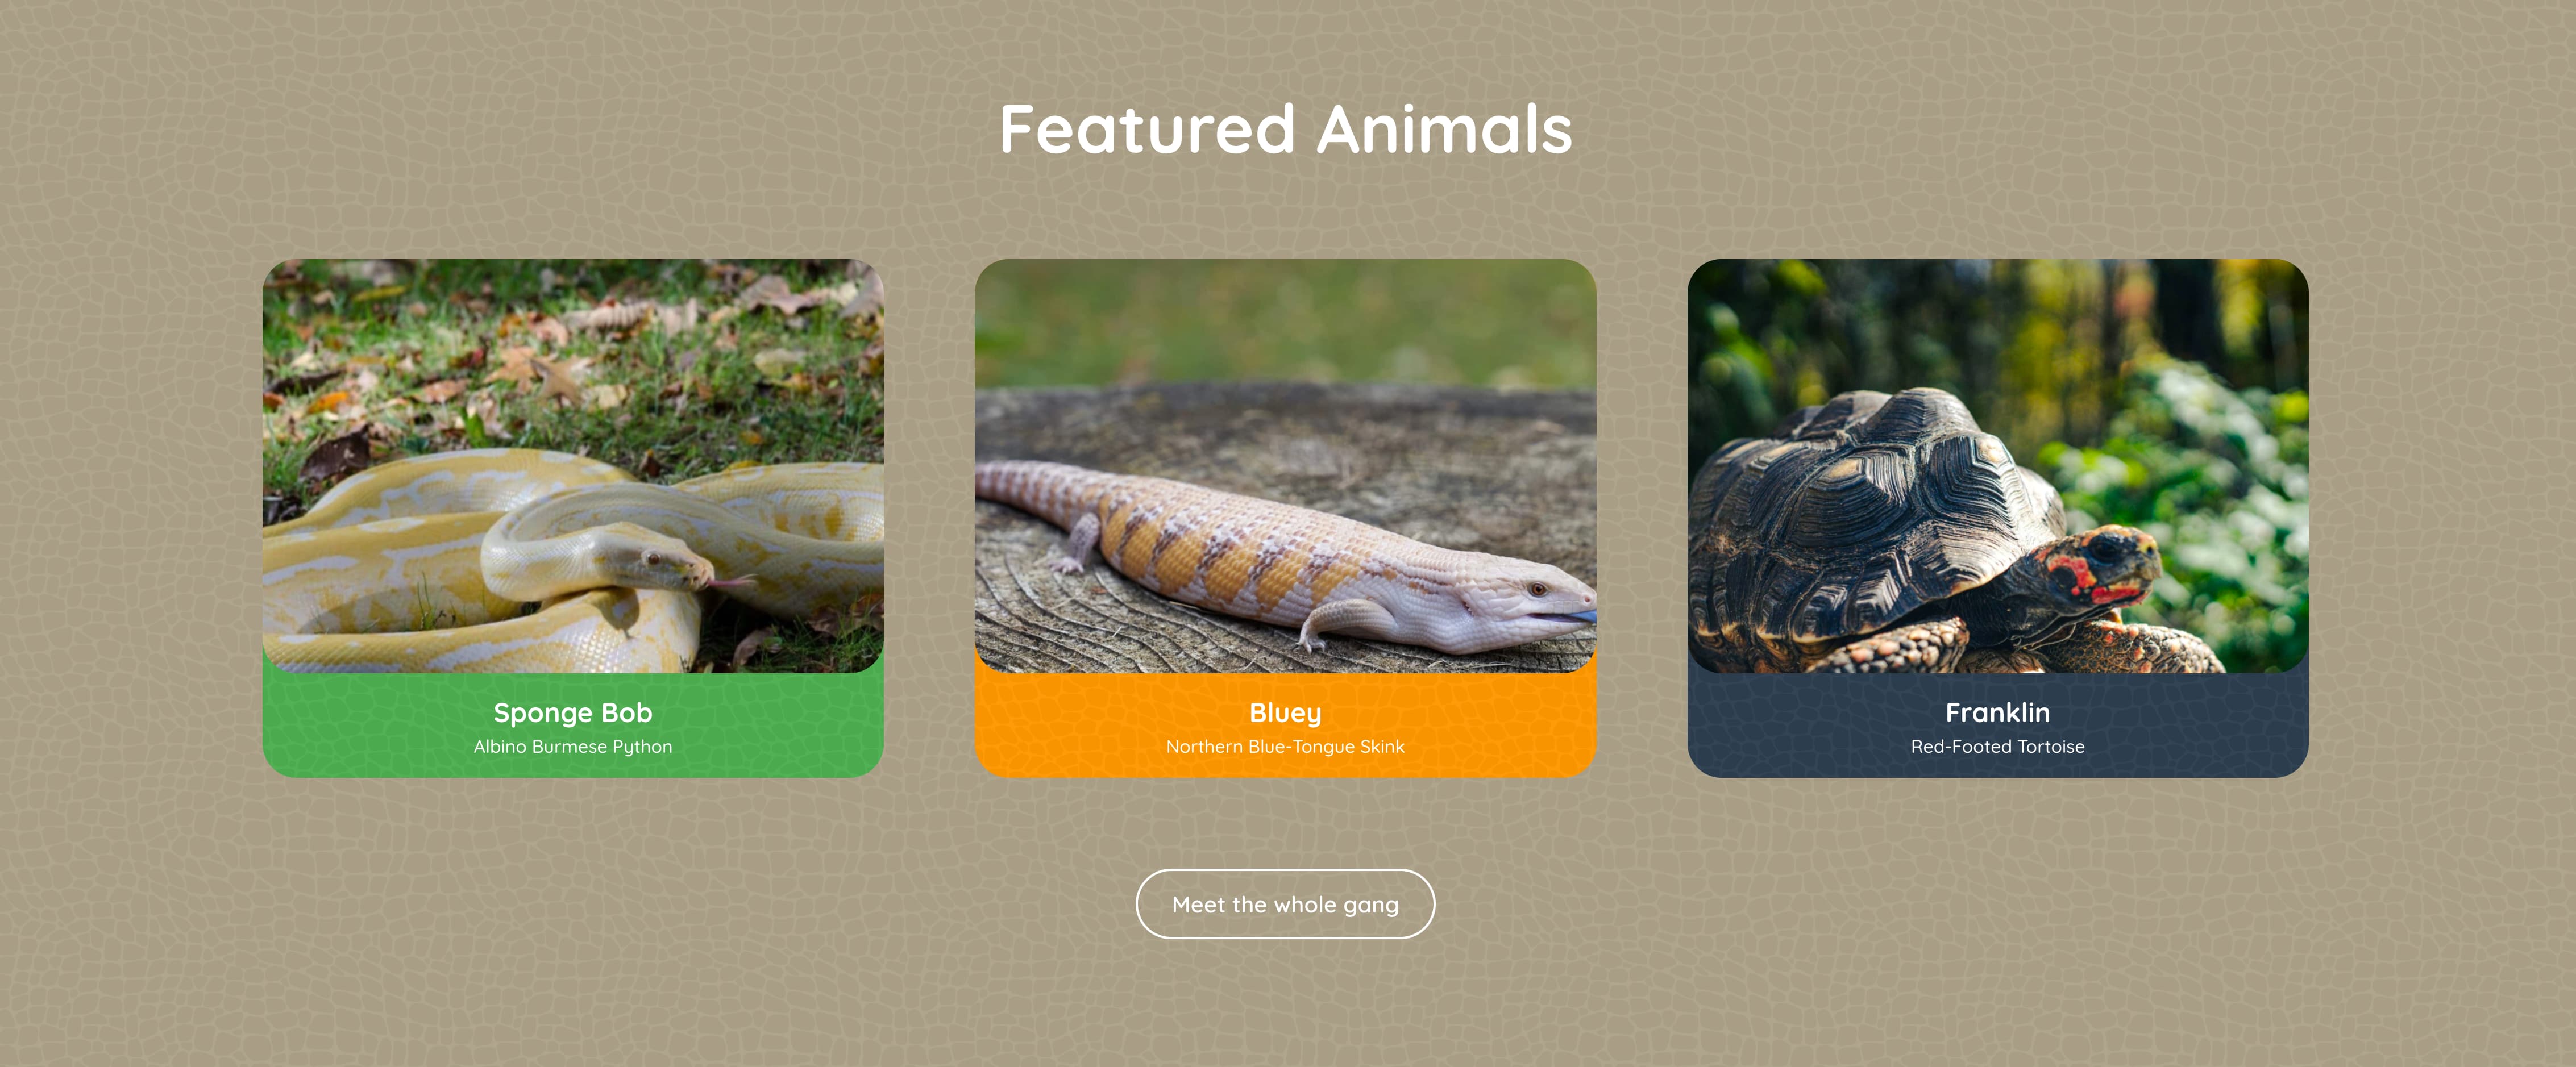 Featured Animals
Sponge Bob
Albino Burmese Python
Bluey
Northern Blue-Tongue Skink
Franklin
Red-Footed Tortoise
Meet the whole gang